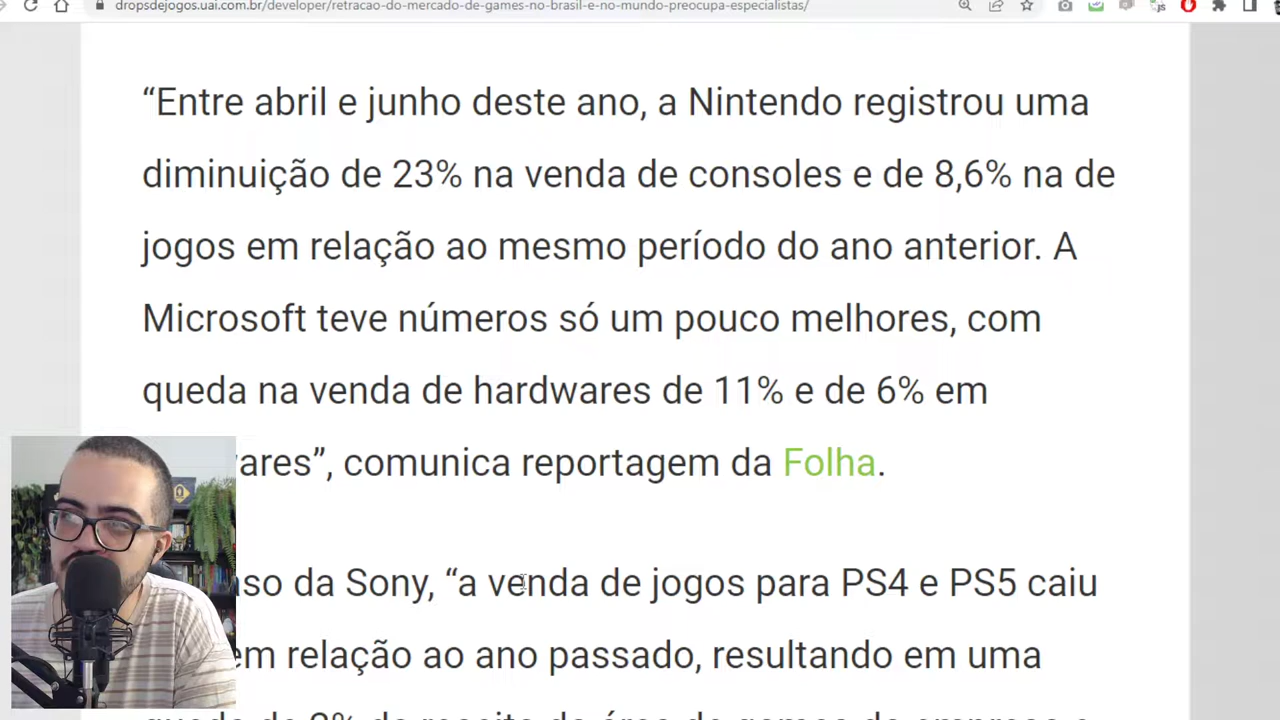 dropsdejogos.uai.com.br/developer/retracao-do-mercado-de-games-no-brasil-e-no-mundo-preocupa-especialistas/
“Entre abril e junho deste ano, a Nintendo registrou uma
diminuição de 23% na venda de consoles e de 8,6% na de
jogos em relação ao mesmo período do ano anterior. A
Microsoft teve números só um pouco melhores, com
queda na venda de hardwares de 11% e de 6% em
ares”, comunica reportagem da Folha.
so da Sony, “a venda de jogos para PS4 e PS5 caiu
em relação ao ano passado, resultando em uma